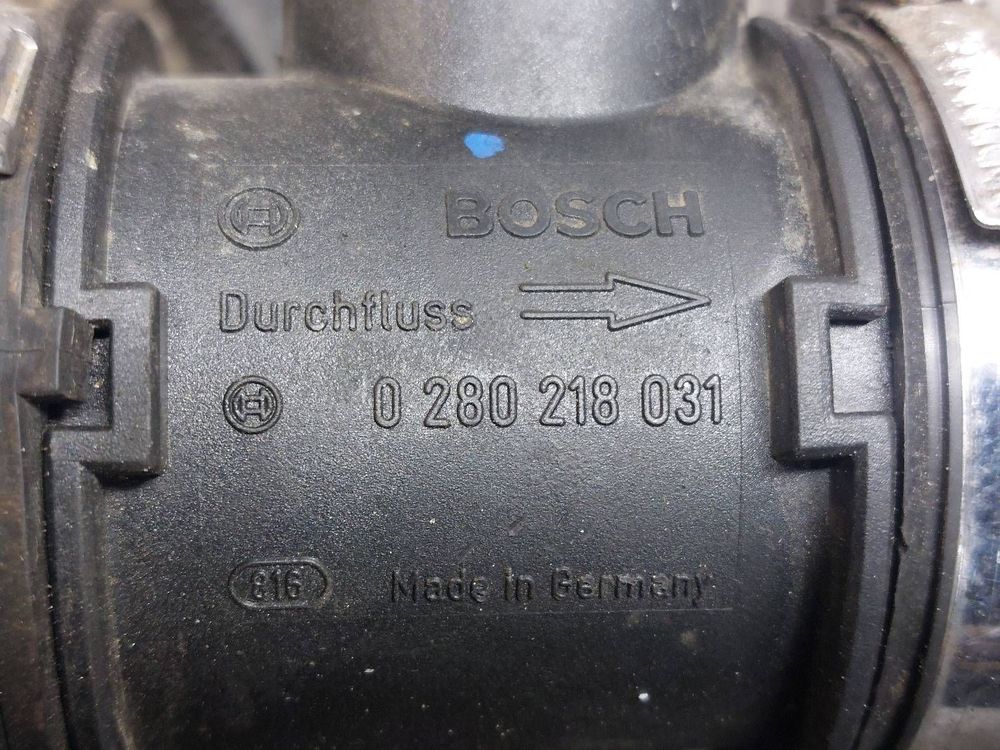 BOSCH
Durchfluss
0 280 218 031
816 Made in Germany